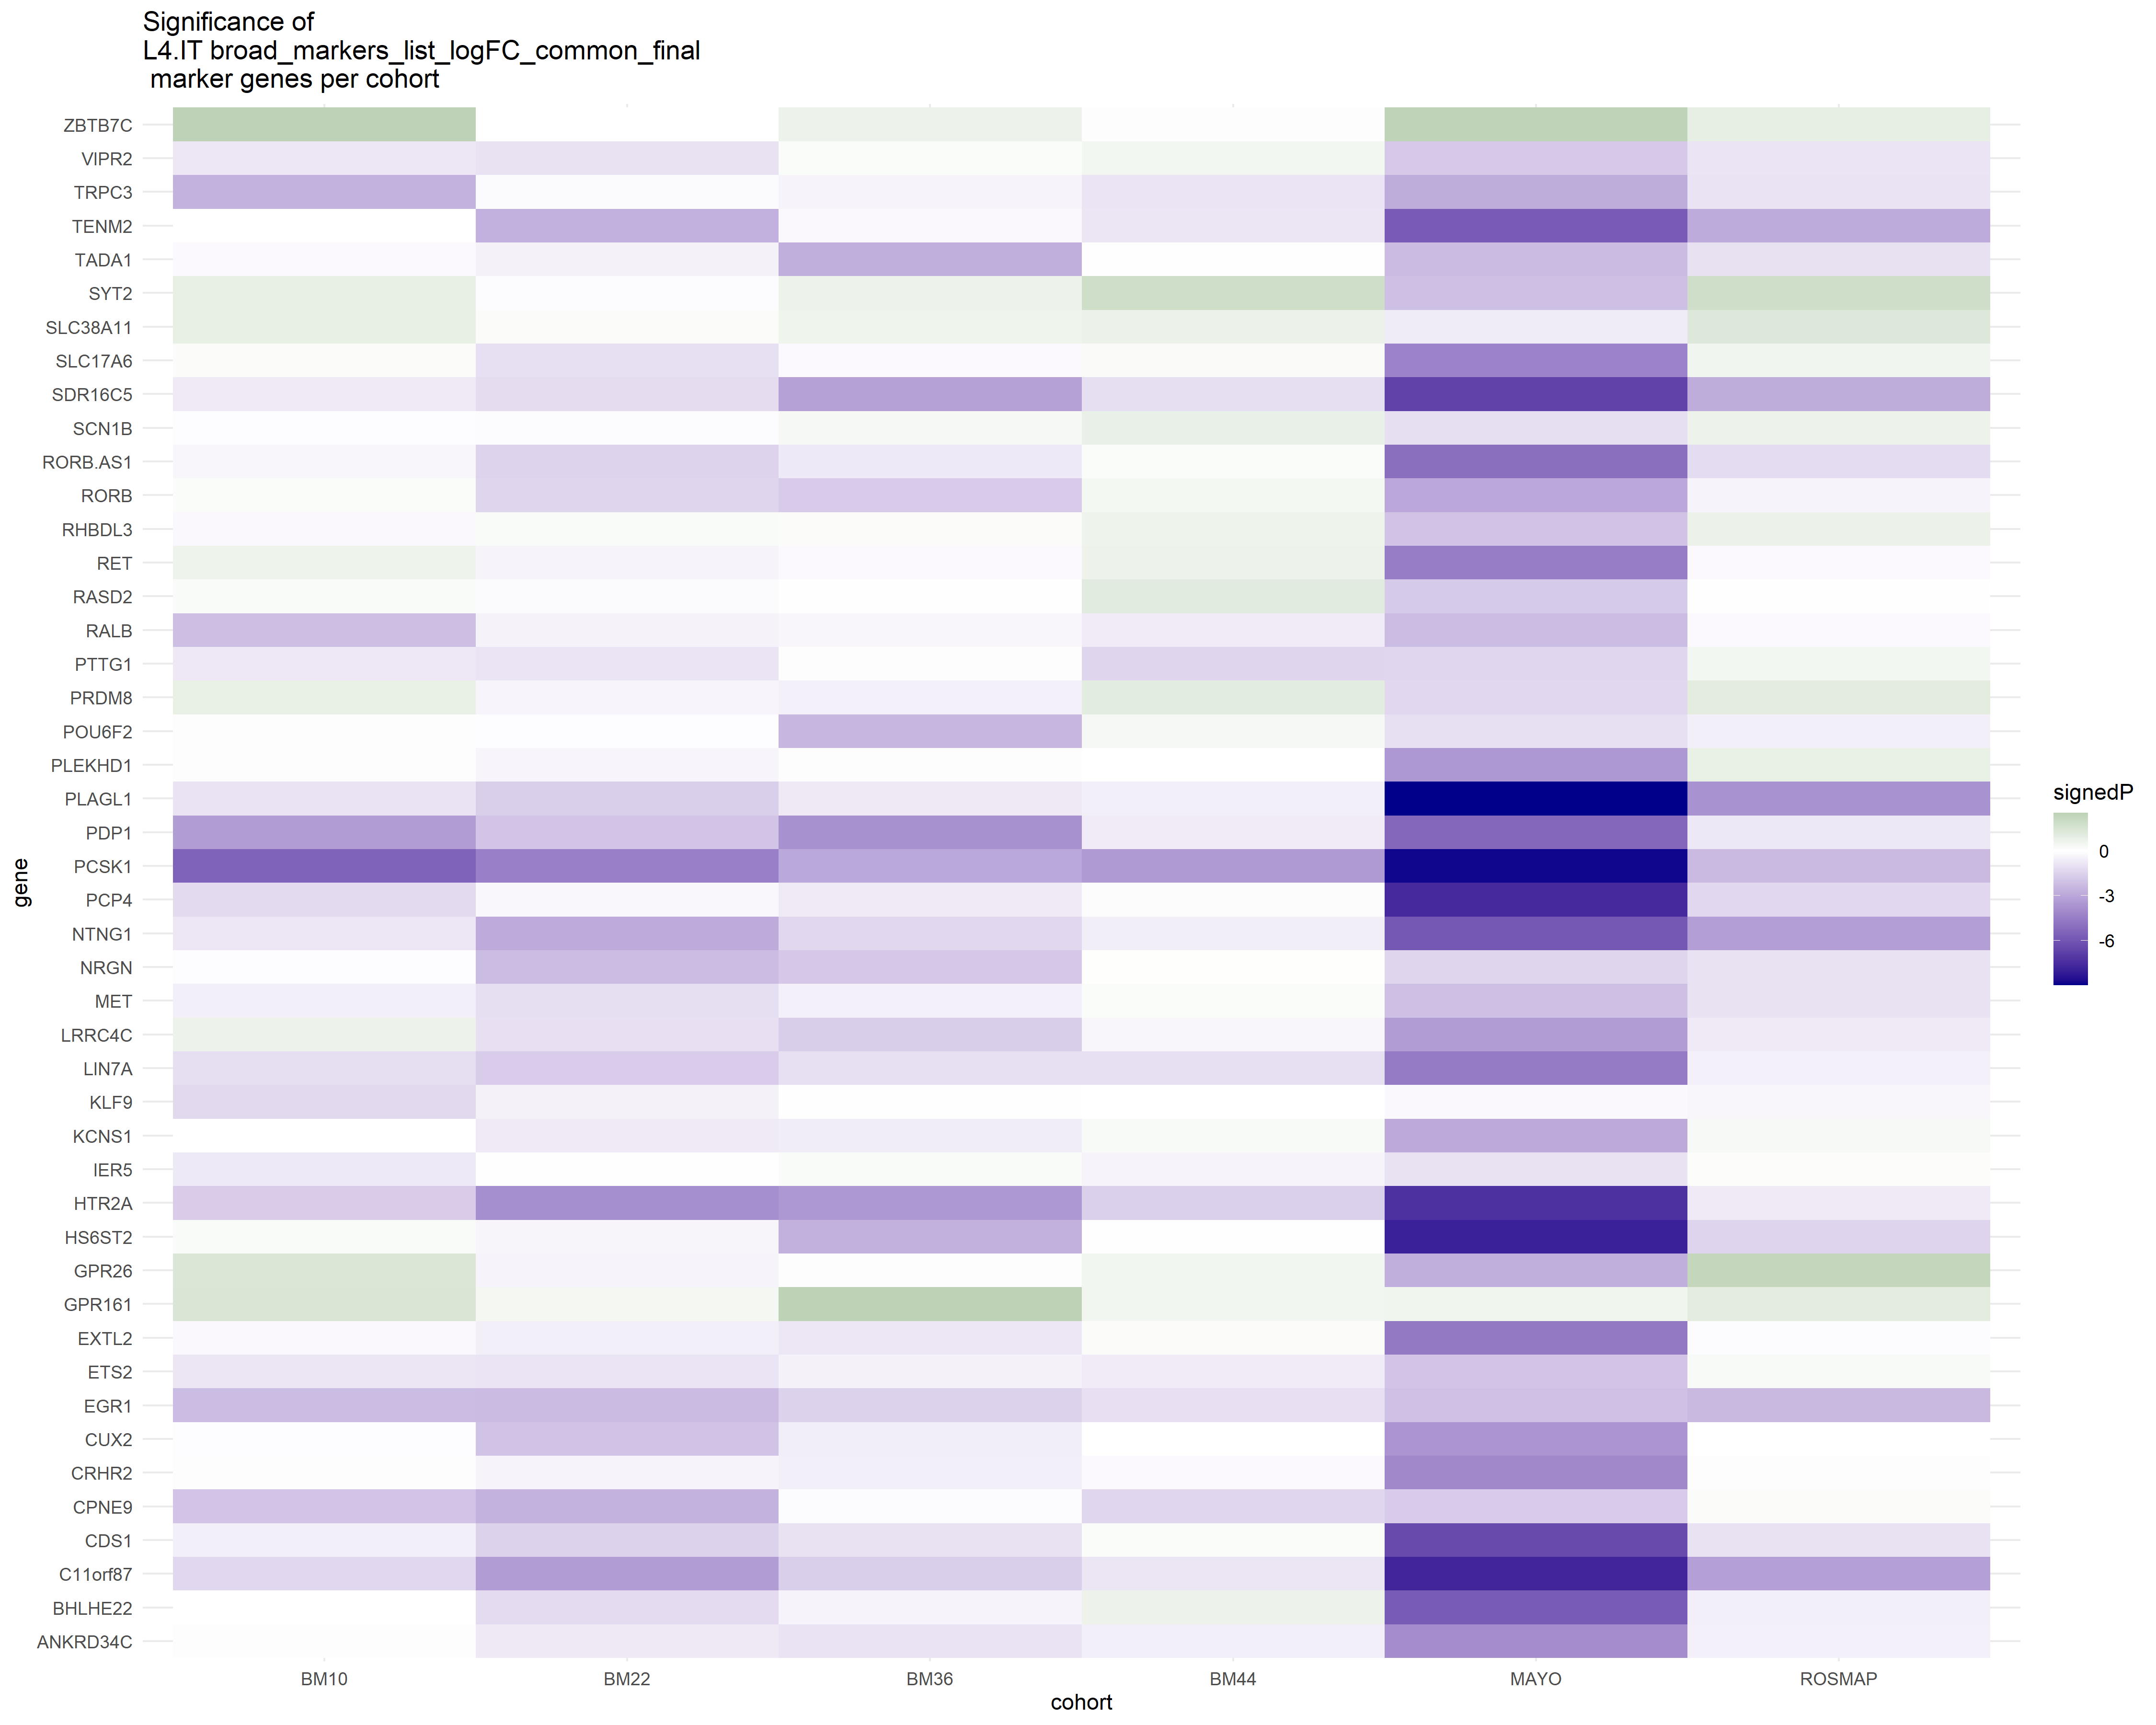 Significance of
L4.IT broad_markers_list_logFC_common_final
marker genes per cohort
ZBTB7C
VIPR2
TRPC3
TENM2
TADA1
SYT2
SLC38A11
SLC17A6
SDR16C5
SCN1B
RORB.AS1
RORB
RHBDL3
RET
RASD2
RALB
PTTG1
PRDM8
POU6F2
PLEKHD1
PLAGL1
PDP1
PCSK1
PCP4
NTNG1
NRGN
MET
LRRC4C
LIN7A
KLF9
KCNS1
IER5
HTR2A
HS6ST2
GPR26
GPR161
EXTL2
ETS2
EGR1
CUX2
CRHR2
CPNE9
CDS1
C11orf87
BHLHE22
ANKRD34C
gene
BM10 BM22 BM36 BM44 MAYO ROSMAP
cohort
signedP
0
-3
-6